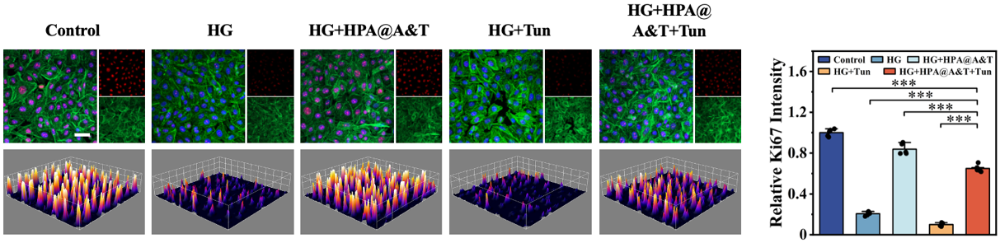 Control
HG
HG+HPA@A&T
HG+Tun
HG+HPA@
A&T+Tun
Relative Ki67 Intensity
1.6
1.2
0.8
0.4
0
Control HG HG+HPA@A&T
HG+Tun HG+HPA@A&T+Tun
***
***
***
***